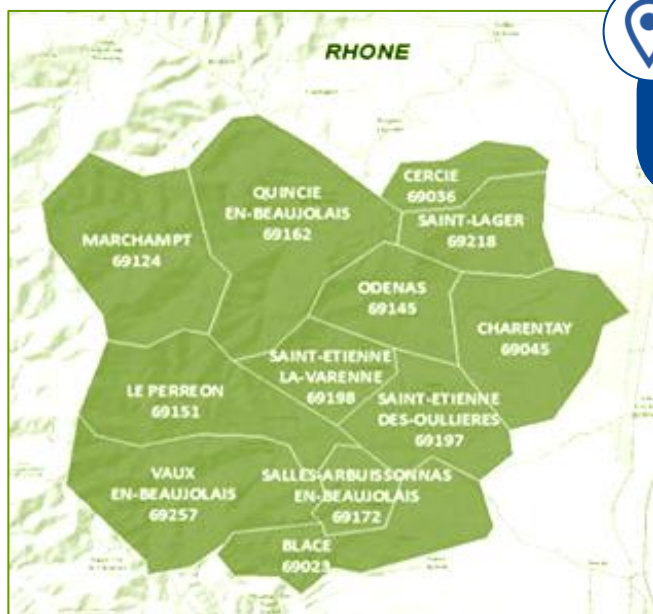 RHONE
CERCIE
69036
QUINCIE
EN-BEAUJOLAIS
69162
SAINT-LAGER
69218
MARCHAMPT
69124
ODENAS
69145
CHARENTAY
69045
SAINT-ETIENNE
LA-VARENNE
69198
LE PERREON
69151
SAINT-ETIENNE
DES-OULLIERES
69197
VAUX
EN-BEAUJOLAIS
69257
SALLES-ARBUISSONNAS
EN-BEAUJOLAIS
69172
BLACE
69023